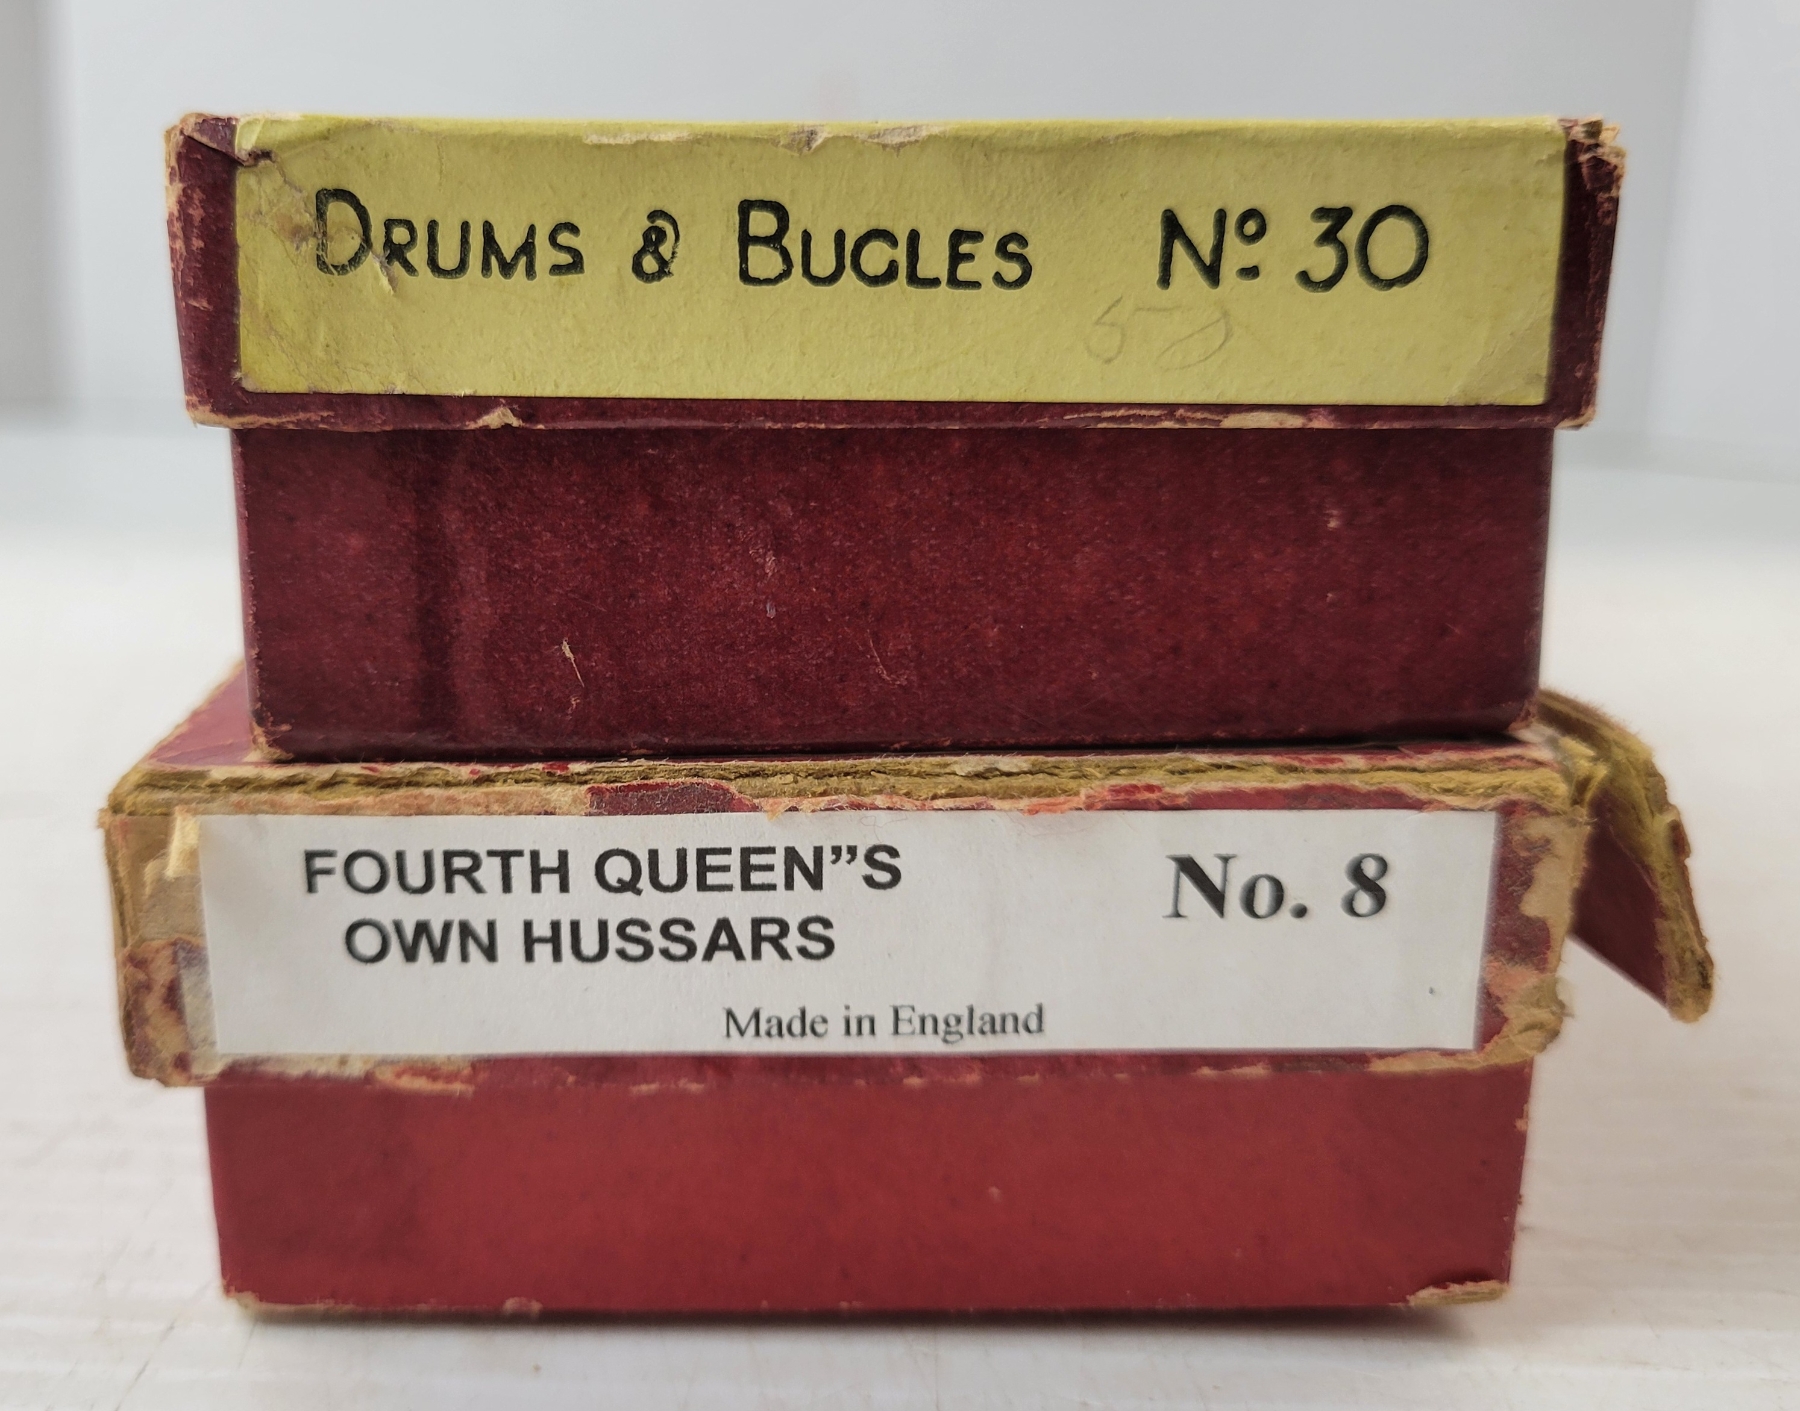 DRUMS & BUGLES Nº 30
FOURTH QUEEN”S
OWN HUSSARS
No. 8
Made in England